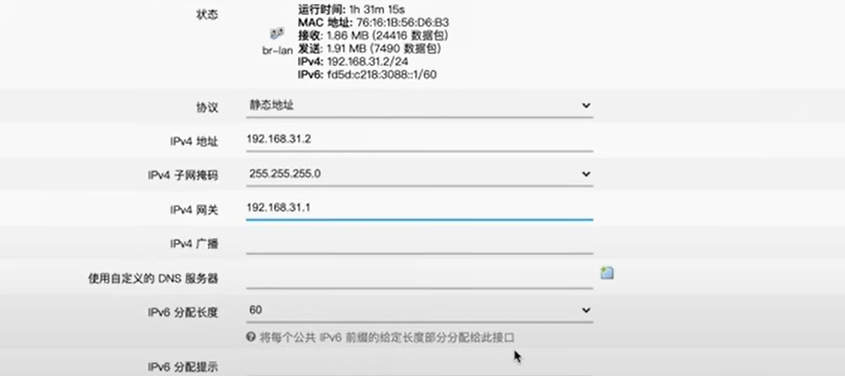 状态
运行时间: 1h 31m 15s
MAC 地址: 76:16:1B:56:D6:B3
接收: 1.86 MB (24416 数据包)
br-lan 发送: 1.91 MB (7490 数据包)
IPv4: 192.168.31.2/24
IPv6: fd5d:c218:3088::1/60
协议 静态地址
IPv4 地址 192.168.31.2
IPv4 子网掩码 255.255.255.0
IPv4 网关 192.168.31.1
IPv4 广播
使用自定义的 DNS 服务器
IPv6 分配长度 60
将每个公共 IPv6 前缀的给定长度部分分配给此接口
IPv6 分配提示